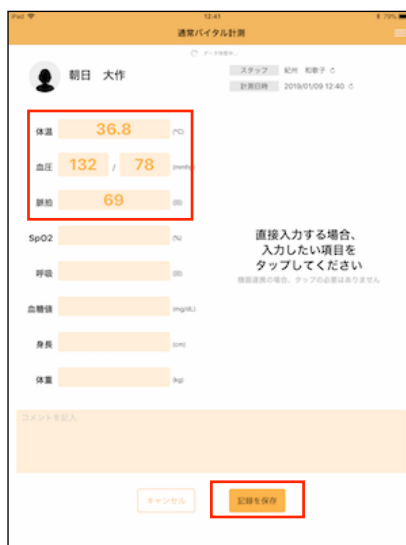 iPad
12:41
79%
通常バイタル計測
データ待機中...
朝日 大作
スタッフ 紀州 和歌子
計測日時 2019/01/09 12:40
体温 36.8 (℃)
血圧 132 / 78 (mmHg)
脈拍 69 (回)
SpO2 (%)
呼吸 (回)
血糖値 (mg/dL)
身長 (cm)
体重 (kg)
直接入力する場合、
入力したい項目を
タップしてください
機器連携の場合、タップの必要はありません
コメントを記入
キャンセル
記録を保存